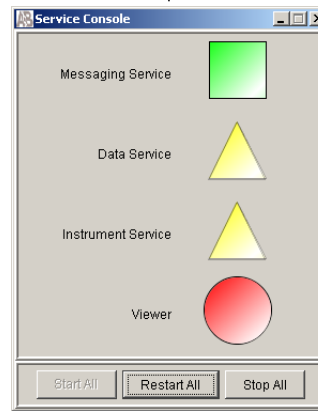 Service Console
Messaging Service
Data Service
Instrument Service
Viewer
Start All Restart All Stop All